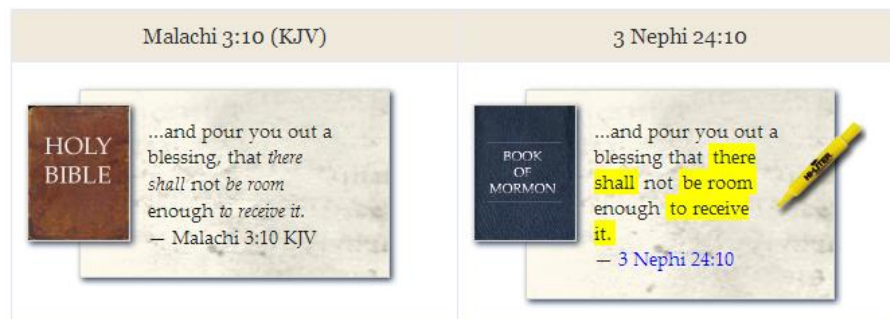 Malachi 3:10 (KJV)
3 Nephi 24:10
HOLY
BIBLE
...and pour you out a
blessing, that there
shall not be room
enough to receive it.
— Malachi 3:10 KJV
BOOK
OF
MORMON
...and pour you out a
blessing that there
shall not be room
enough to receive
it.
— 3 Nephi 24:10
HI-LITER